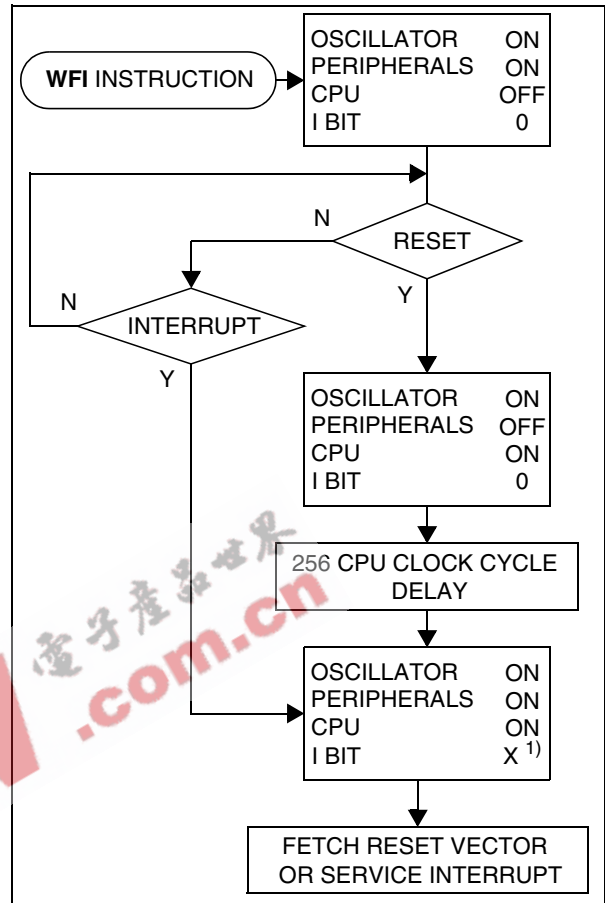 WFI INSTRUCTION
OSCILLATOR ON
PERIPHERALS ON
CPU OFF
I BIT 0
N
RESET
Y
N
INTERRUPT
Y
OSCILLATOR ON
PERIPHERALS OFF
CPU ON
I BIT 0
256 CPU CLOCK CYCLE
DELAY
OSCILLATOR ON
PERIPHERALS ON
CPU ON
I BIT X 1)
FETCH RESET VECTOR
OR SERVICE INTERRUPT
電子產品世界
.com.cn